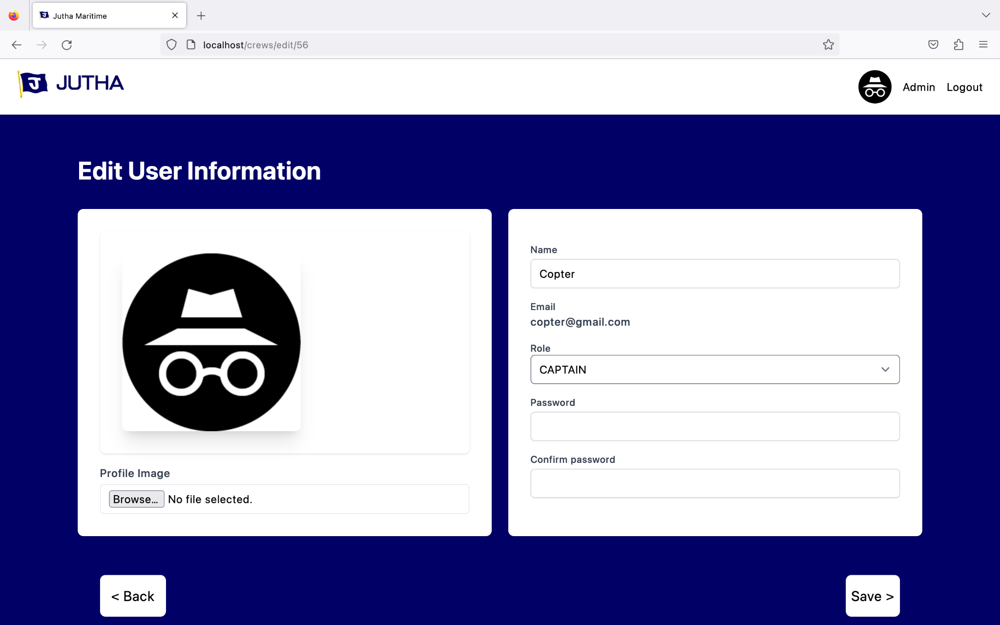 Jutha Maritime
localhost/crews/edit/56
J JUTHA
Admin Logout
Edit User Information
Profile Image
Browse... No file selected.
Name
Copter
Email
copter@gmail.com
Role
CAPTAIN
Password
Confirm password
< Back
Save >